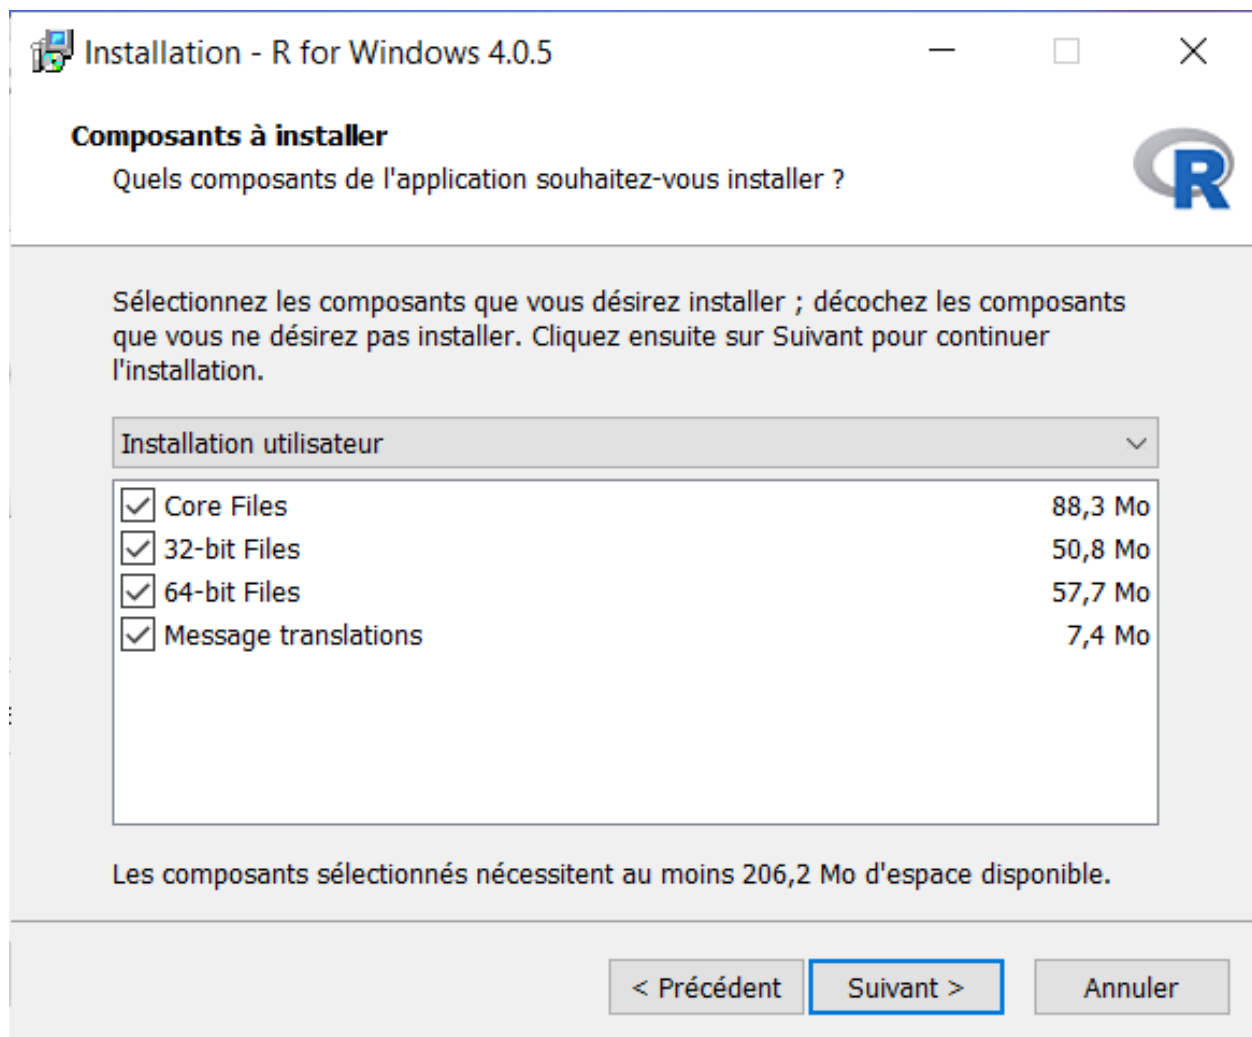 Installation - R for Windows 4.0.5
Composants à installer
Quels composants de l'application souhaitez-vous installer ?
R
Sélectionnez les composants que vous désirez installer ; décochez les composants
que vous ne désirez pas installer. Cliquez ensuite sur Suivant pour continuer
l'installation.
Installation utilisateur
Core Files 88,3 Mo
32-bit Files 50,8 Mo
64-bit Files 57,7 Mo
Message translations 7,4 Mo
Les composants sélectionnés nécessitent au moins 206,2 Mo d'espace disponible.
< Précédent Suivant > Annuler